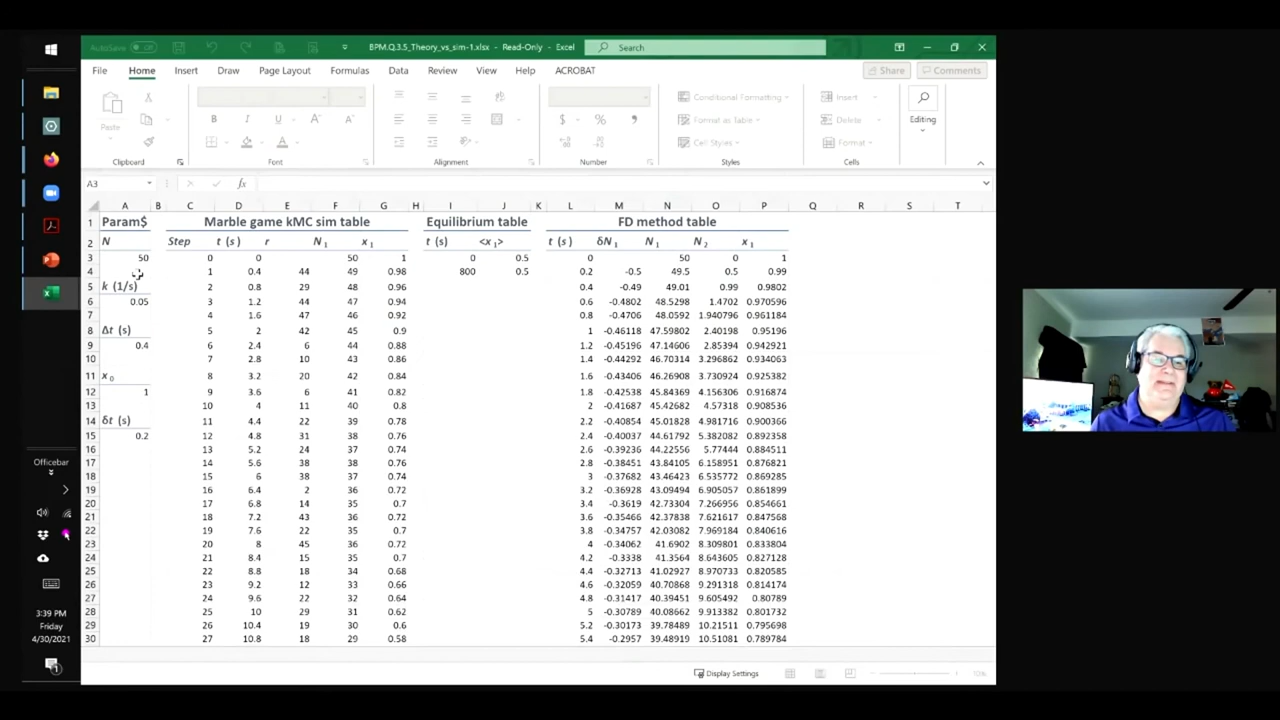 AutoSave Off BPM.Q.3.5_Theory_vs_sim-1.xlsx - Read-Only - Excel Search
File Home Insert Draw Page Layout Formulas Data Review View Help ACROBAT Share Comments
Paste B I U A A A $ % Conditional Formatting Format as Table Cell Styles Insert Delete Format Editing
Clipboard Font Alignment Number Styles Cells
A3 fx
A B C D E F G H I J K L M N O P Q R S T
1 Param$ Marble game kMC sim table Equilibrium table FD method table
2 N Step t (s) r N1 x1 t (s) <x1> t (s) δN1 N1 N2 x1
3 50 0 0 50 1 0 0.5 0 50 0 1
4 1 0.4 44 49 0.98 800 0.5 0.2 -0.5 49.5 0.5 0.99
5 k (1/s) 2 0.8 29 48 0.96 0.4 -0.49 49.01 0.99 0.9802
6 0.05 3 1.2 44 47 0.94 0.6 -0.4802 48.5298 1.4702 0.970596
7 4 1.6 47 46 0.92 0.8 -0.4707 48.0592 1.940796 0.961184
8 Δt (s) 5 2 42 45 0.9 1 -0.46118 47.59802 2.40198 0.95196
9 0.4 6 2.4 6 44 0.88 1.2 -0.45196 47.14606 2.85394 0.942921
10 7 2.8 10 43 0.86 1.4 -0.44292 46.70314 3.296862 0.934063
11 x0 8 3.2 20 42 0.84 1.6 -0.43406 46.26908 3.730924 0.925382
12 1 9 3.6 6 41 0.82 1.8 -0.42538 45.84369 4.156306 0.916874
13 10 4 11 40 0.8 2 -0.41687 45.42682 4.57318 0.908536
14 δt (s) 11 4.4 22 39 0.78 2.2 -0.40854 45.01828 4.981716 0.900366
15 0.2 12 4.8 31 38 0.76 2.4 -0.40037 44.61792 5.382082 0.892358
16 13 5.2 24 37 0.74 2.6 -0.39236 44.22556 5.77444 0.884511
17 14 5.6 38 38 0.76 2.8 -0.38451 43.84105 6.158951 0.876821
18 15 6 38 37 0.74 3 -0.37682 43.46423 6.535772 0.869285
19 16 6.4 2 36 0.72 3.2 -0.36928 43.09494 6.905057 0.861899
20 17 6.8 14 35 0.7 3.4 -0.3619 42.73304 7.266956 0.854661
21 18 7.2 43 36 0.72 3.6 -0.35466 42.37838 7.621617 0.847568
22 19 7.6 22 35 0.7 3.8 -0.34757 42.03082 7.969184 0.840616
23 20 8 45 36 0.72 4 -0.34062 41.6902 8.309801 0.833804
24 21 8.4 15 35 0.7 4.2 -0.3338 41.3564 8.643605 0.827128
25 22 8.8 18 34 0.68 4.4 -0.32713 41.02927 8.970733 0.820585
26 23 9.2 12 33 0.66 4.6 -0.32059 40.70868 9.291318 0.814174
27 24 9.6 22 32 0.64 4.8 -0.31417 40.39451 9.605492 0.80789
28 25 10 29 31 0.62 5 -0.30789 40.08662 9.913382 0.801732
29 26 10.4 19 30 0.6 5.2 -0.30173 39.78489 10.21511 0.795698
30 27 10.8 18 29 0.58 5.4 -0.2957 39.48919 10.51081 0.789784
Display Settings
Officebar
3:39 PM
Friday
4/30/2021